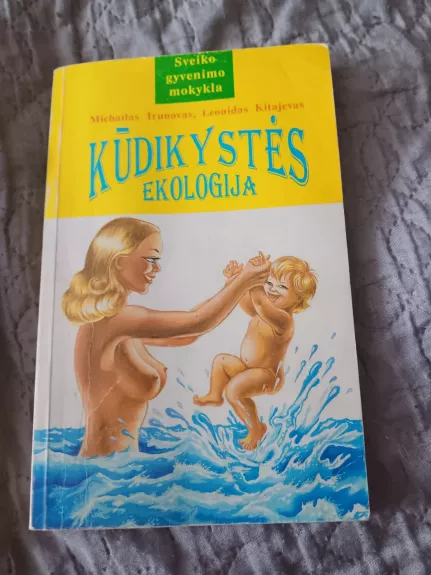 Sveiko
gyvenimo
mokykla
Michailas Trunovas, Leonidas Kitajevas
KŪDIKYSTĖS
EKOLOGIJA